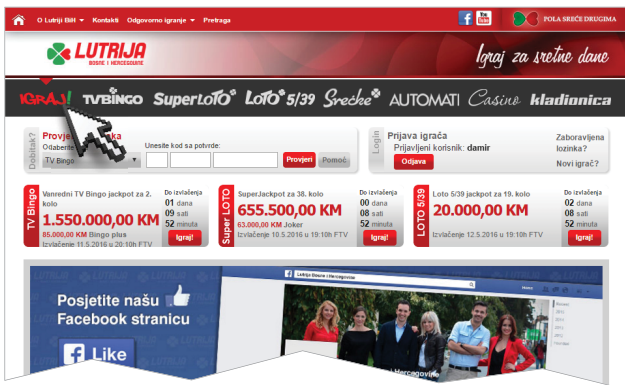 O Lutriji BiH Kontakti Odgovorno igranje Pretraga
You Tube
POLA SREĆE DRUGIMA
LUTRIJA
BOSNE I HERCEGOVINE
Igraj za sretne dane
IGRAJ! TVBINGO SuperLoTo LoTo 5/39 Srećke AUTOMATI Casino kladionica
Dobitak?
Odaberite
TV Bingo
Unesite kod sa potvrde:
Provjeri Pomoć
Login
Prijava igrača
Prijavljeni korisnik: damir
Odjava
Zaboravljena
lozinka?
Novi igrač?
TV Bingo
Vanredni TV Bingo jackpot za 2.
kolo
1.550.000,00 KM
85.000,00 KM Bingo plus
Izvlačenje 11.5.2016 u 20:10h FTV
Do izvlačenja
01 dana
09 sati
52 minuta
Igraj!
Super LOTO
SuperJackpot za 38. kolo
655.500,00 KM
63.000,00 KM Joker
Izvlačenje 10.5.2016 u 19:10h FTV
Do izvlačenja
00 dana
08 sati
52 minuta
Igraj!
LOTO 5/39
Loto 5/39 jackpot za 19. kolo
20.000,00 KM
Izvlačenje 12.5.2016 u 19:10h FTV
Do izvlačenja
02 dana
08 sati
52 minuta
Igraj!
Posjetite našu
Facebook stranicu
Like
Lutrija Bosne i Hercegovine
Home